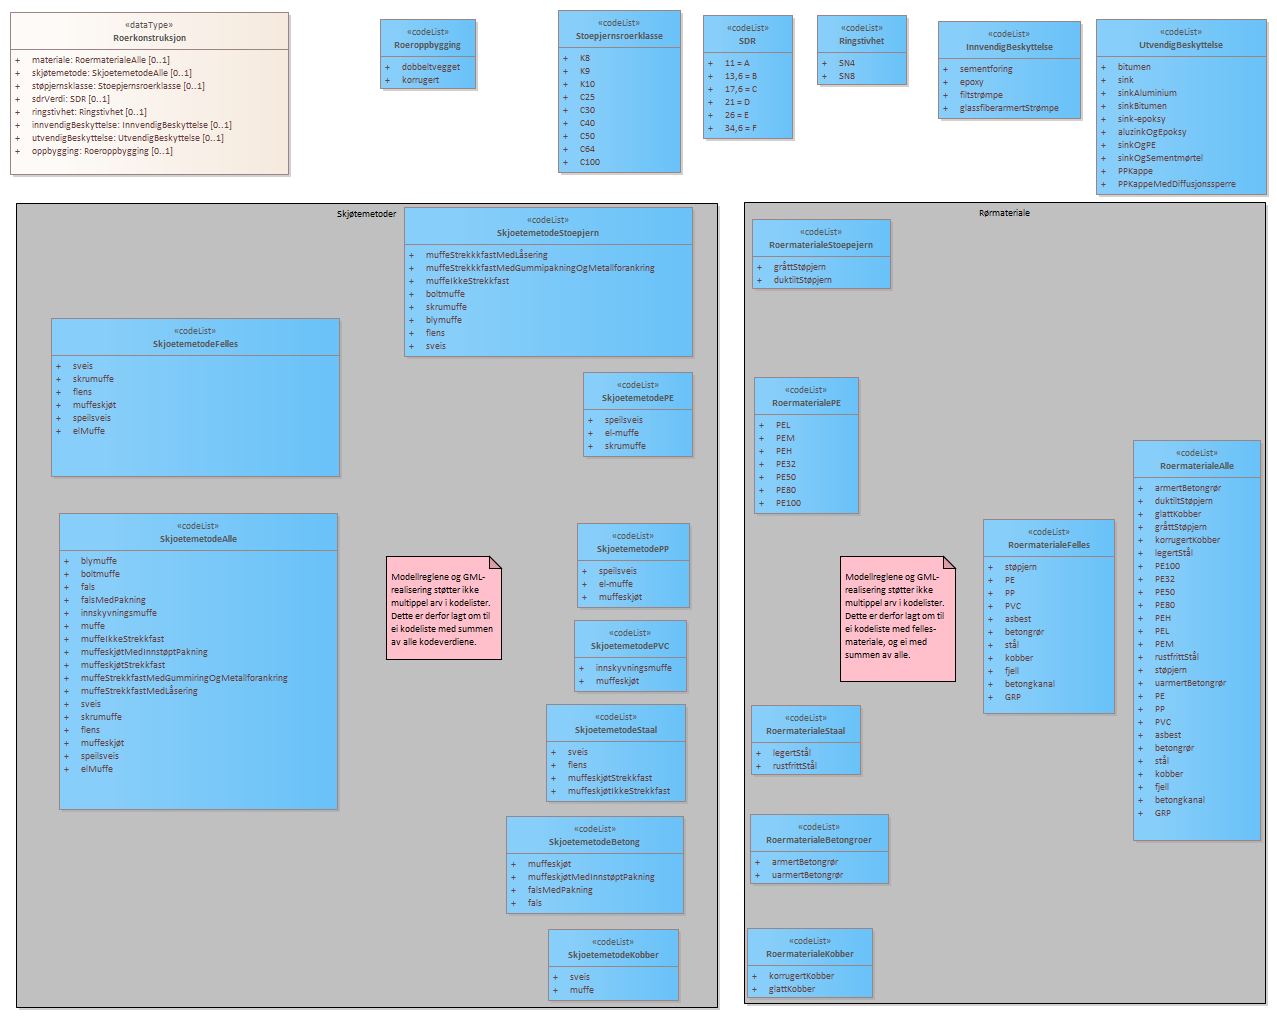 «dataType»
Roerkonstruksjon
+ materiale: RoermaterialeAlle [0..1]
+ skjøtemetode: SkjoetemetodeAlle [0..1]
+ støpjernsklasse: Stoepjernsroerklasse [0..1]
+ sdrVerdi: SDR [0..1]
+ ringstivhet: Ringstivhet [0..1]
+ innvendigBeskyttelse: InnvendigBeskyttelse [0..1]
+ utvendigBeskyttelse: UtvendigBeskyttelse [0..1]
+ oppbygging: Roeroppbygging [0..1]
«codeList»
Roeroppbygging
+ dobbeltvegget
+ korrugert
«codeList»
Stoepjernsroerklasse
+ K8
+ K9
+ K10
+ C25
+ C30
+ C40
+ C50
+ C64
+ C100
«codeList»
SDR
+ 11 = A
+ 13,6 = B
+ 17,6 = C
+ 21 = D
+ 26 = E
+ 34,6 = F
«codeList»
Ringstivhet
+ SN4
+ SN8
«codeList»
InnvendigBeskyttelse
+ sementforing
+ epoxy
+ filtstrømpe
+ glassfiberarmertStrømpe
«codeList»
UtvendigBeskyttelse
+ bitumen
+ sink
+ sinkAluminium
+ sinkBitumen
+ sink-epoksy
+ aluzinkOgEpoksy
+ sinkOgPE
+ sinkOgSementmørtel
+ PPKappe
+ PPKappeMedDiffusjonssperre
Skjøtemetoder
«codeList»
SkjoetemetodeStoepjern
+ muffeStrekkkfastMedLåsering
+ muffeStrekkkfastMedGummipakningOgMetallforankring
+ muffeIkkeStrekkfast
+ boltmuffe
+ skrumuffe
+ blymuffe
+ flens
+ sveis
«codeList»
SkjoetemetodeFelles
+ sveis
+ skrumuffe
+ flens
+ muffeskjøt
+ speilsveis
+ elMuffe
«codeList»
SkjoetemetodePE
+ speilsveis
+ el-muffe
+ skrumuffe
«codeList»
SkjoetemetodeAlle
+ blymuffe
+ boltmuffe
+ fals
+ falsMedPakning
+ innskyvningsmuffe
+ muffe
+ muffeIkkeStrekkfast
+ muffeskjøtMedInnstøptPakning
+ muffeskjøtStrekkfast
+ muffeStrekkfastMedGummiringOgMetallforankring
+ muffeStrekkfastMedLåsering
+ sveis
+ skrumuffe
+ flens
+ muffeskjøt
+ speilsveis
+ elMuffe
Modellreglene og GML-
realisering støtter ikke
multippel arv i kodelister.
Dette er derfor lagt om til
ei kodeliste med summen
av alle kodeverdiene.
«codeList»
SkjoetemetodePP
+ speilsveis
+ el-muffe
+ muffeskjøt
«codeList»
SkjoetemetodePVC
+ innskyvningsmuffe
+ muffeskjøt
«codeList»
SkjoetemetodeStaal
+ sveis
+ flens
+ muffeskjøtStrekkfast
+ muffeskjøtIkkeStrekkfast
«codeList»
SkjoetemetodeBetong
+ muffeskjøt
+ muffeskjøtMedInnstøptPakning
+ falsMedPakning
+ fals
«codeList»
SkjoetemetodeKobber
+ sveis
+ muffe
Rørmateriale
«codeList»
RoermaterialeStoepejern
+ gråttStøpjern
+ duktiltStøpjern
«codeList»
RoermaterialePE
+ PEL
+ PEM
+ PEH
+ PE32
+ PE50
+ PE80
+ PE100
Modellreglene og GML-
realisering støtter ikke
multippel arv i kodelister.
Dette er derfor lagt om til
ei kodeliste med felles-
materiale, og ei med
summen av alle.
«codeList»
RoermaterialeFelles
+ støpjern
+ PE
+ PP
+ PVC
+ asbest
+ betongrør
+ stål
+ kobber
+ fjell
+ betongkanal
+ GRP
«codeList»
RoermaterialeAlle
+ armertBetongrør
+ duktiltStøpjern
+ glattKobber
+ gråttStøpjern
+ korrugertKobber
+ legertStål
+ PE100
+ PE32
+ PE50
+ PE80
+ PEH
+ PEL
+ PEM
+ rustfrittStål
+ støpjern
+ uarmertBetongrør
+ PE
+ PP
+ PVC
+ asbest
+ betongrør
+ stål
+ kobber
+ fjell
+ betongkanal
+ GRP
«codeList»
RoermaterialeStaal
+ legertStål
+ rustfrittStål
«codeList»
RoermaterialeBetongroer
+ armertBetongrør
+ uarmertBetongrør
«codeList»
RoermaterialeKobber
+ korrugertKobber
+ glattKobber